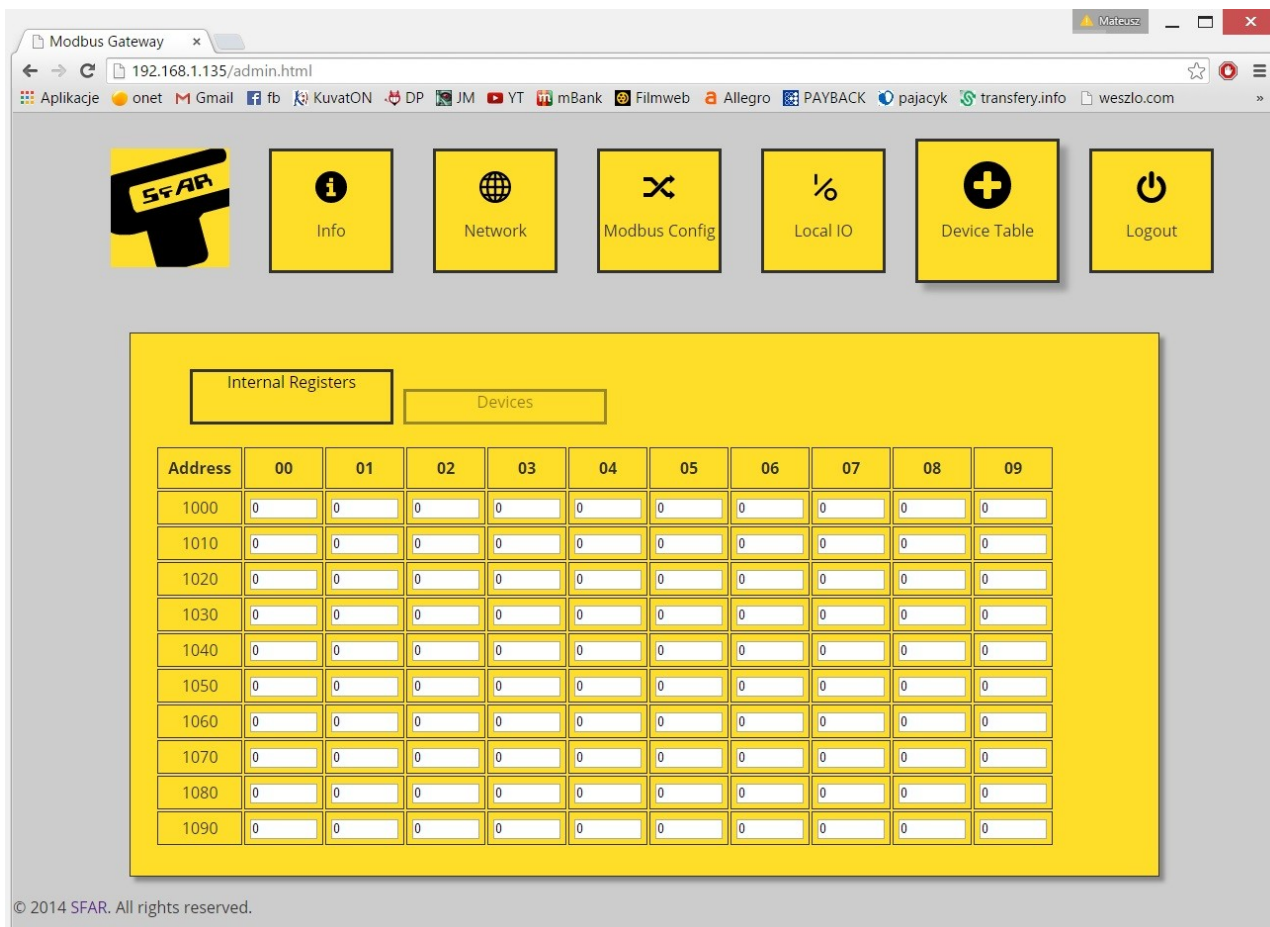 Mateusz
Modbus Gateway
192.168.1.135/admin.html
Aplikacje onet Gmail fb KuvatON DP JM YT mBank Filmweb Allegro PAYBACK pajacyk transfery.info weszlo.com »
SFAR
Info Network Modbus Config Local IO Device Table Logout
Internal Registers
Devices
Address 00 01 02 03 04 05 06 07 08 09
1000 0 0 0 0 0 0 0 0 0 0
1010 0 0 0 0 0 0 0 0 0 0
1020 0 0 0 0 0 0 0 0 0 0
1030 0 0 0 0 0 0 0 0 0 0
1040 0 0 0 0 0 0 0 0 0 0
1050 0 0 0 0 0 0 0 0 0 0
1060 0 0 0 0 0 0 0 0 0 0
1070 0 0 0 0 0 0 0 0 0 0
1080 0 0 0 0 0 0 0 0 0 0
1090 0 0 0 0 0 0 0 0 0 0
© 2014 SFAR. All rights reserved.